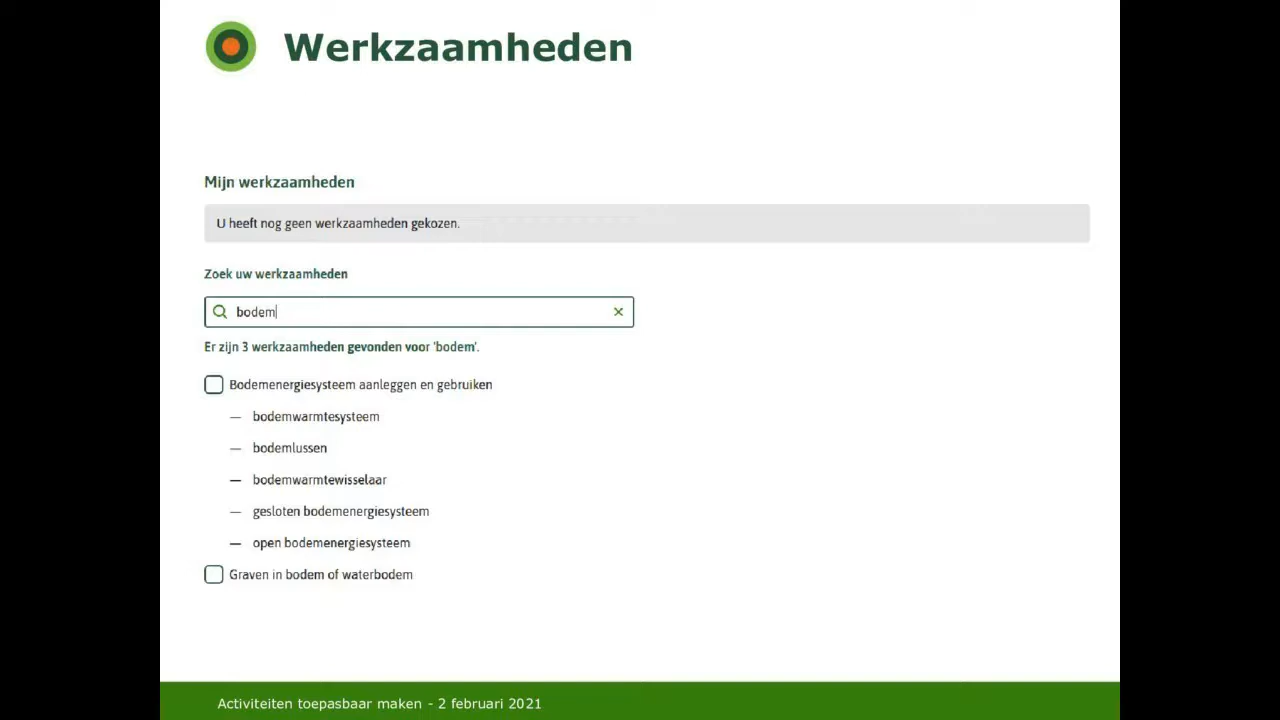 Werkzaamheden
Mijn werkzaamheden
U heeft nog geen werkzaamheden gekozen.
Zoek uw werkzaamheden
bodem
Er zijn 3 werkzaamheden gevonden voor 'bodem'.
Bodemenergiesysteem aanleggen en gebruiken
— bodemwarmtesysteem
— bodemlussen
— bodemwarmtewisselaar
— gesloten bodemenergiesysteem
— open bodemenergiesysteem
Graven in bodem of waterbodem
Activiteiten toepasbaar maken - 2 februari 2021